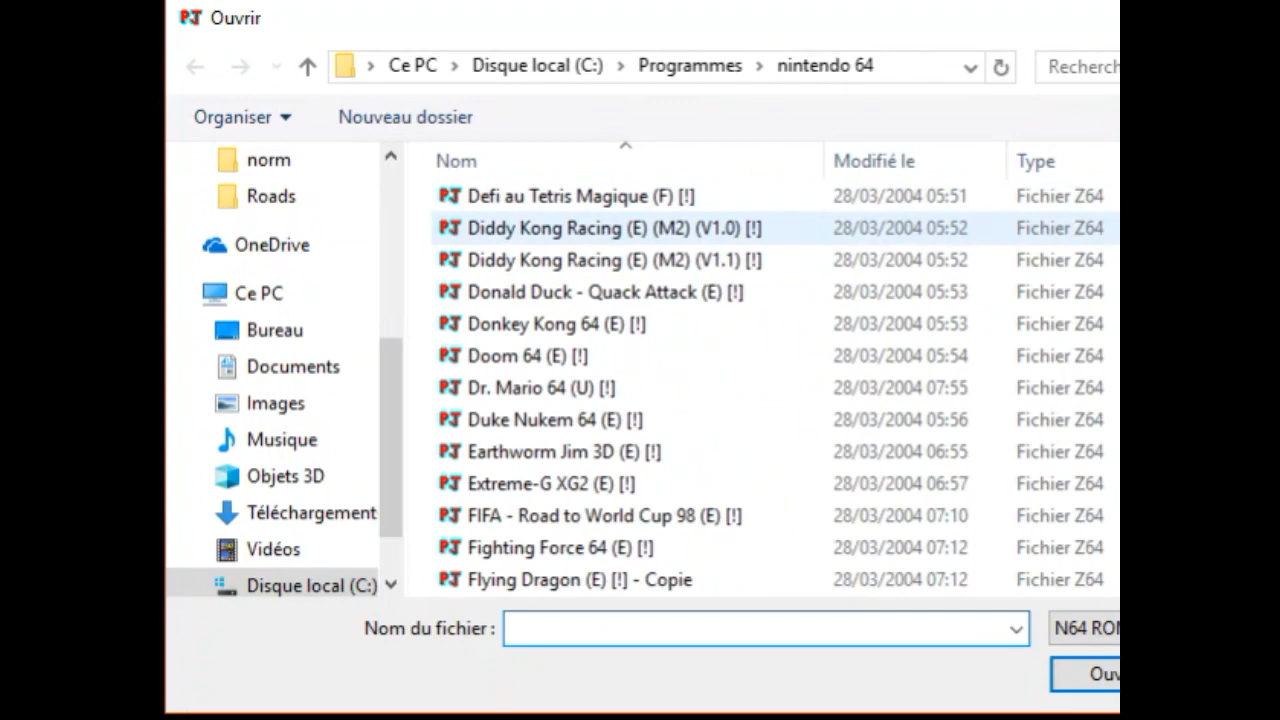 Ouvrir
Ce PC > Disque local (C:) > Programmes > nintendo 64
Recherch
Organiser
Nouveau dossier
norm
Roads
OneDrive
Ce PC
Bureau
Documents
Images
Musique
Objets 3D
Téléchargement
Vidéos
Disque local (C:)
Nom Modifié le Type
Defi au Tetris Magique (F) [!] 28/03/2004 05:51 Fichier Z64
Diddy Kong Racing (E) (M2) (V1.0) [!] 28/03/2004 05:52 Fichier Z64
Diddy Kong Racing (E) (M2) (V1.1) [!] 28/03/2004 05:52 Fichier Z64
Donald Duck - Quack Attack (E) [!] 28/03/2004 05:53 Fichier Z64
Donkey Kong 64 (E) [!] 28/03/2004 05:53 Fichier Z64
Doom 64 (E) [!] 28/03/2004 05:54 Fichier Z64
Dr. Mario 64 (U) [!] 28/03/2004 07:55 Fichier Z64
Duke Nukem 64 (E) [!] 28/03/2004 05:56 Fichier Z64
Earthworm Jim 3D (E) [!] 28/03/2004 06:55 Fichier Z64
Extreme-G XG2 (E) [!] 28/03/2004 06:57 Fichier Z64
FIFA - Road to World Cup 98 (E) [!] 28/03/2004 07:10 Fichier Z64
Fighting Force 64 (E) [!] 28/03/2004 07:12 Fichier Z64
Flying Dragon (E) [!] - Copie 28/03/2004 07:12 Fichier Z64
Nom du fichier :
N64 ROM
Ouv